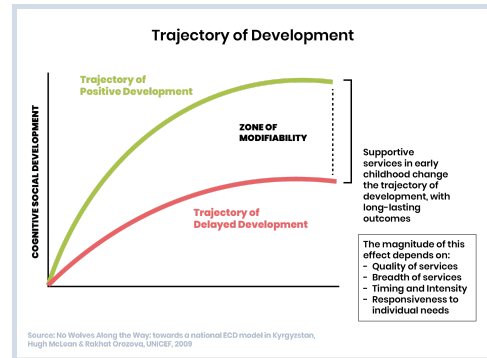 Trajectory of Development
Trajectory of
Positive Development
COGNITIVE SOCIAL DEVELOPMENT
ZONE OF
MODIFIABILITY
Trajectory of
Delayed Development
Supportive
services in early
childhood change
the trajectory of
development, with
long-lasting
outcomes
The magnitude of this
effect depends on:
- Quality of services
- Breadth of services
- Timing and Intensity
- Responsiveness to
individual needs
Source: No Wolves Along the Way: towards a national ECD model in Kyrgyzstan,
Hugh McLean & Rakhat Orozova, UNICEF, 2009